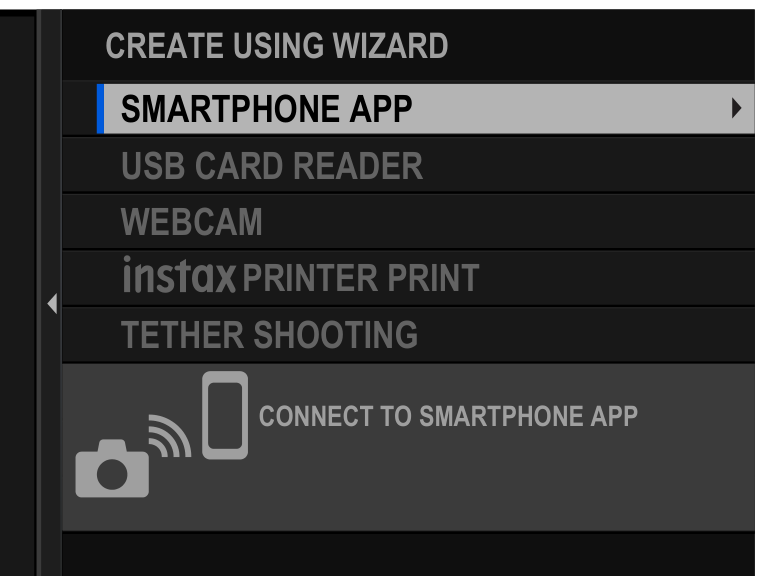 CREATE USING WIZARD
SMARTPHONE APP
USB CARD READER
WEBCAM
instax PRINTER PRINT
TETHER SHOOTING
CONNECT TO SMARTPHONE APP